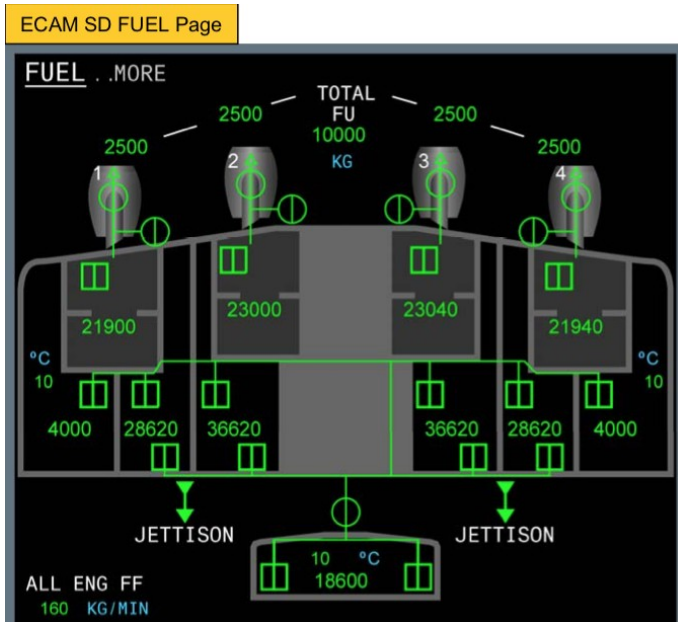 ECAM SD FUEL Page
FUEL ..MORE
TOTAL
FU
10000
KG
2500
2500
2500
2500
1
2
3
4
21900
23000
23040
21940
°C
10
°C
10
4000
28620
36620
36620
28620
4000
JETTISON
JETTISON
10 °C
18600
ALL ENG FF
160 KG/MIN